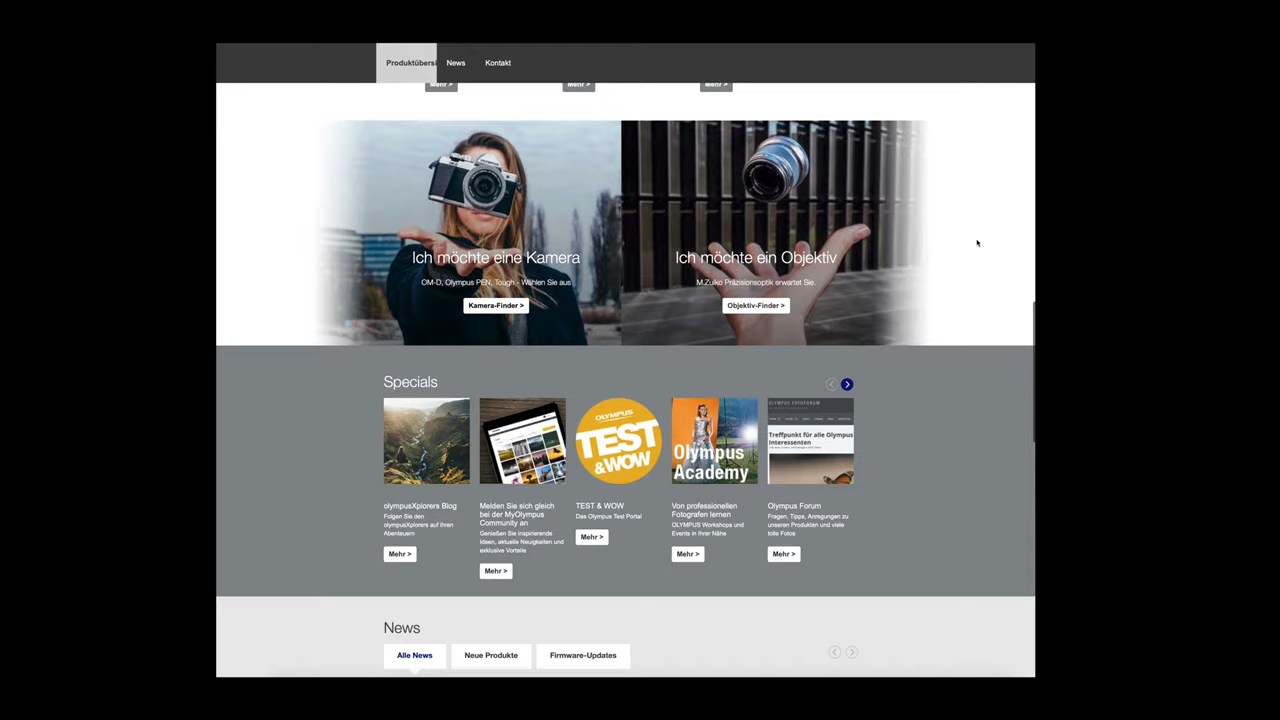 Produktübersi
News
Kontakt
Mehr >
Mehr >
Mehr >
Ich möchte eine Kamera
OM-D, Olympus PEN, Tough - Wählen Sie aus
Kamera-Finder >
Ich möchte ein Objektiv
M.Zuiko Präzisionsoptik erwartet Sie.
Objektiv-Finder >
Specials
OLYMPUS
TEST
&WOW
Olympus
Academy
OLYMPUS FOTOFORUM
Treffpunkt für alle Olympus
Interessenten
olympusXplorers Blog
Folgen Sie den
olympusXplorers auf ihren
Abenteuern
Mehr >
Melden Sie sich gleich
bei der MyOlympus
Community an
Genießen Sie inspirierende
Ideen, aktuelle Neuigkeiten und
exklusive Vorteile
Mehr >
TEST & WOW
Das Olympus Test Portal
Mehr >
Von professionellen
Fotografen lernen
OLYMPUS Workshops und
Events in Ihrer Nähe
Mehr >
Olympus Forum
Fragen, Tipps, Anregungen zu
unseren Produkten und viele
tolle Fotos
Mehr >
News
Alle News
Neue Produkte
Firmware-Updates